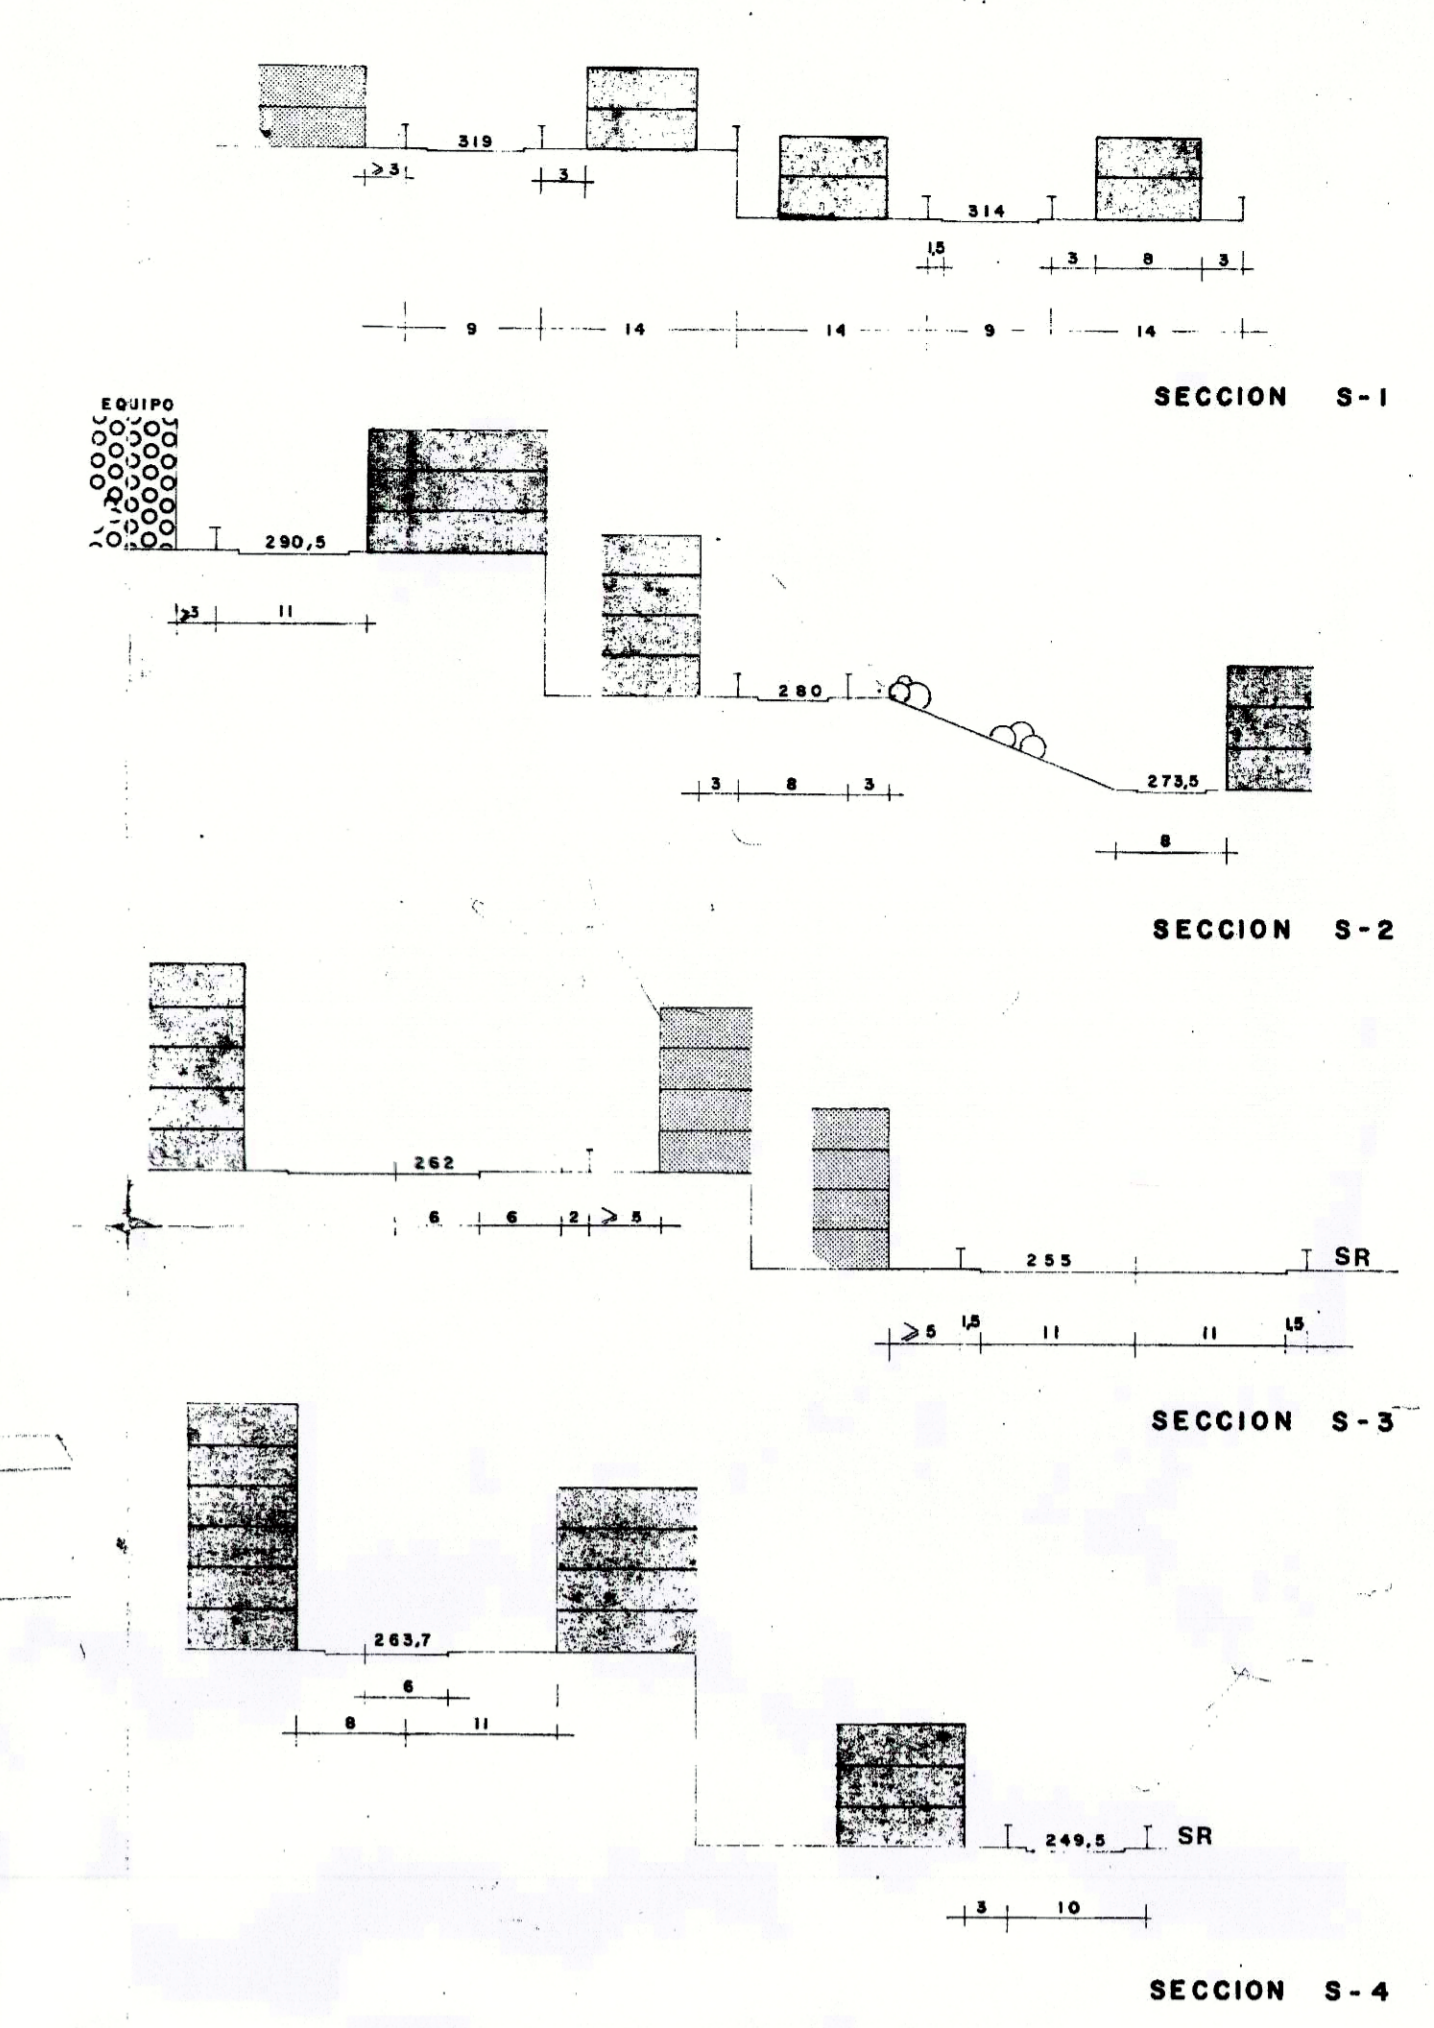 319
≥3
3
314
1,5
3 8 3
9 14 14 9 14
SECCION S-1
EQUIPO
290,5
≥3 11
280
273,5
3 8 3
8
SECCION S-2
262
6 6 2 ≥ 5
255 SR
≥ 5 1,5 11 11 1,5
SECCION S-3
263,7
6
8 11
249,5 SR
3 10
SECCION S-4